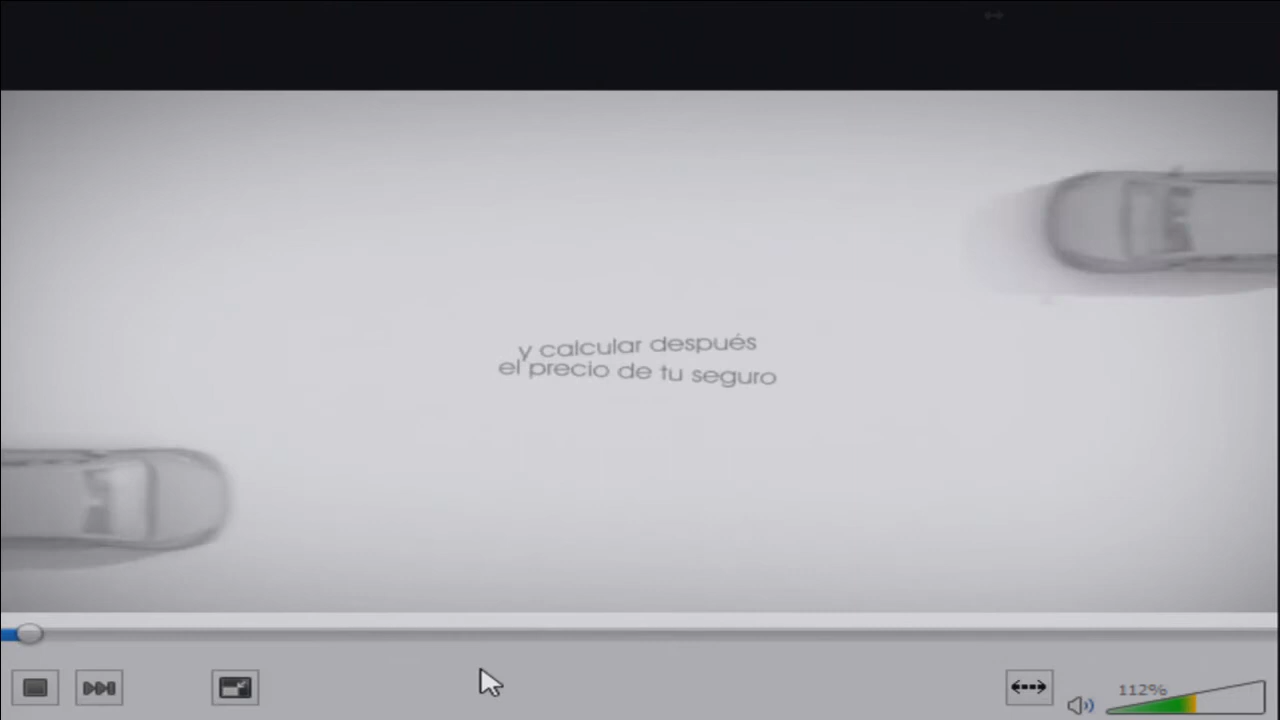 y calcular después
el precio de tu seguro
112%